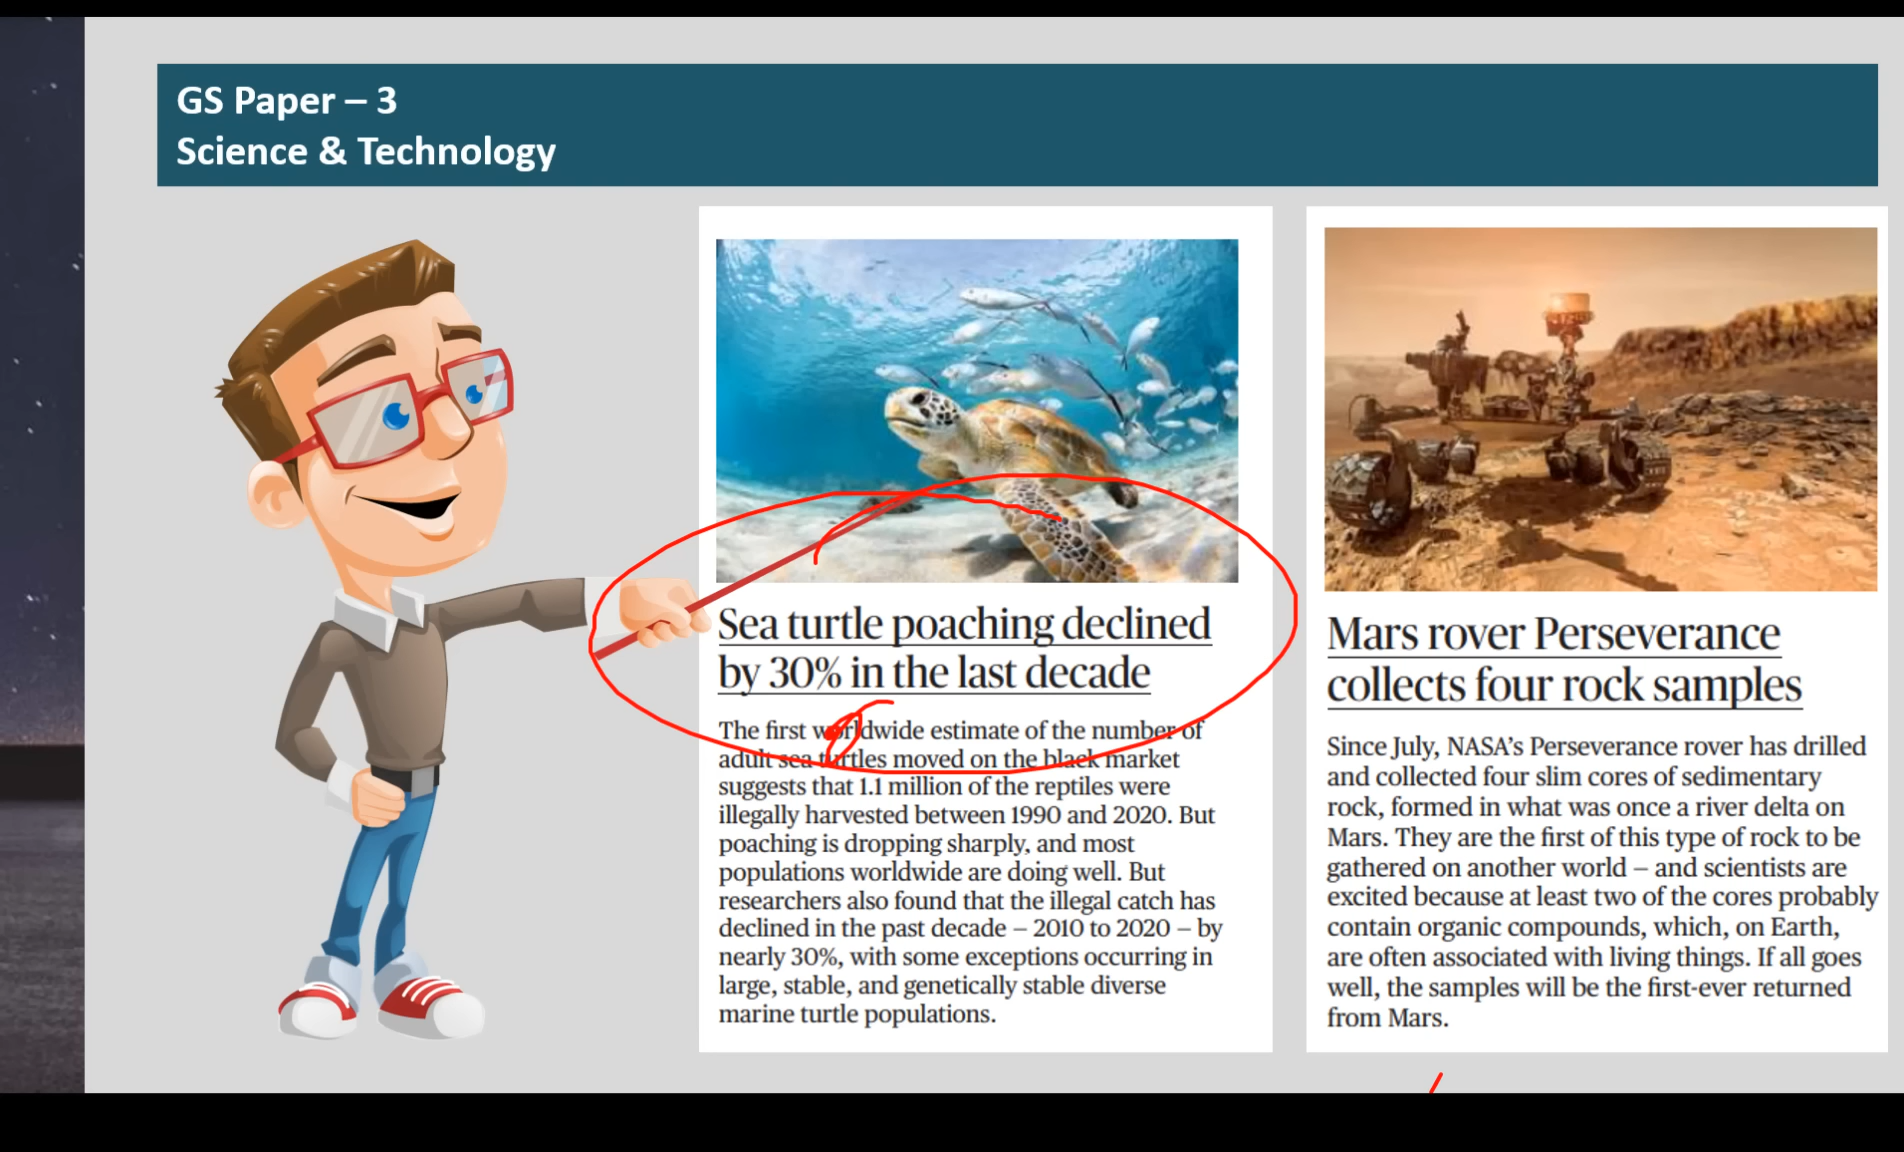 GS Paper – 3
Science & Technology
Sea turtle poaching declined
by 30% in the last decade
The first worldwide estimate of the number of
adult sea turtles moved on the black market
suggests that 1.1 million of the reptiles were
illegally harvested between 1990 and 2020. But
poaching is dropping sharply, and most
populations worldwide are doing well. But
researchers also found that the illegal catch has
declined in the past decade – 2010 to 2020 – by
nearly 30%, with some exceptions occurring in
large, stable, and genetically stable diverse
marine turtle populations.
Mars rover Perseverance
collects four rock samples
Since July, NASA's Perseverance rover has drilled
and collected four slim cores of sedimentary
rock, formed in what was once a river delta on
Mars. They are the first of this type of rock to be
gathered on another world – and scientists are
excited because at least two of the cores probably
contain organic compounds, which, on Earth,
are often associated with living things. If all goes
well, the samples will be the first-ever returned
from Mars.